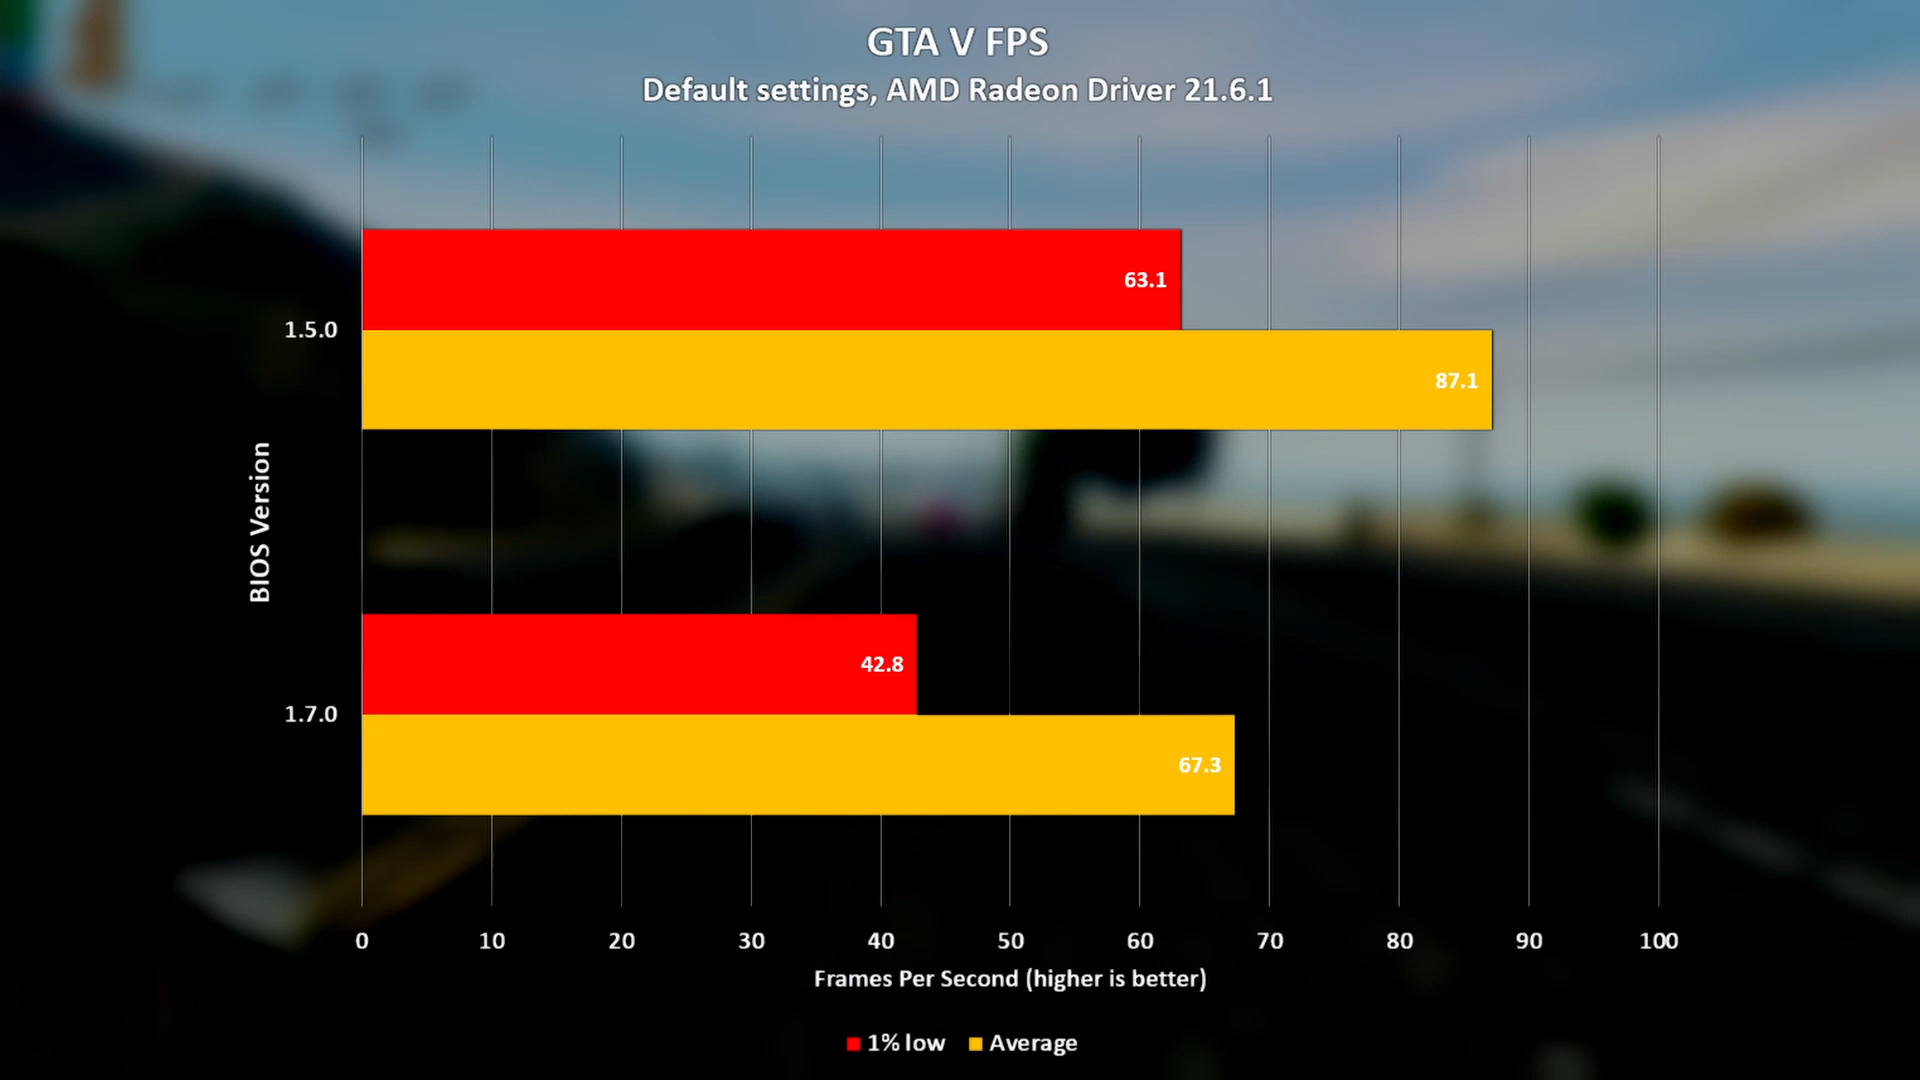 GTA V FPS
Default settings, AMD Radeon Driver 21.6.1
63.1
1.5.0
87.1
BIOS Version
42.8
1.7.0
67.3
0 10 20 30 40 50 60 70 80 90 100
Frames Per Second (higher is better)
1% low Average